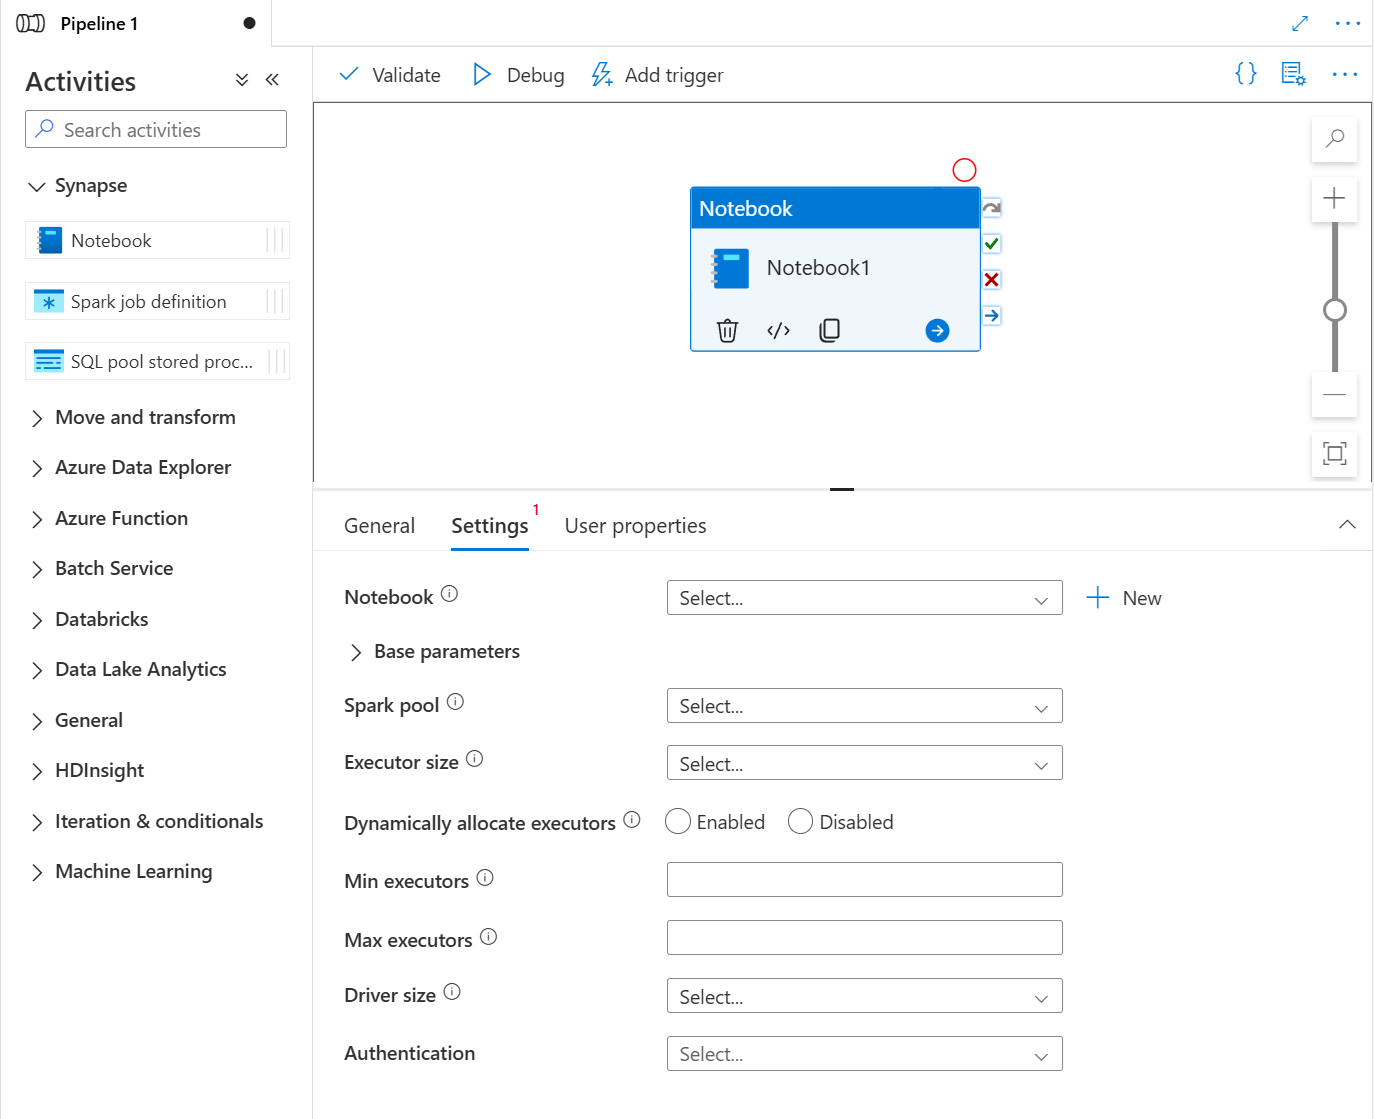 Pipeline 1
Activities
Search activities
Synapse
Notebook
Spark job definition
SQL pool stored proc...
Move and transform
Azure Data Explorer
Azure Function
Batch Service
Databricks
Data Lake Analytics
General
HDInsight
Iteration & conditionals
Machine Learning
Validate
Debug
Add trigger
{}
Notebook
Notebook1
</>
General
Settings
1
User properties
Notebook
Select...
New
Base parameters
Spark pool
Select...
Executor size
Select...
Dynamically allocate executors
Enabled
Disabled
Min executors
Max executors
Driver size
Select...
Authentication
Select...